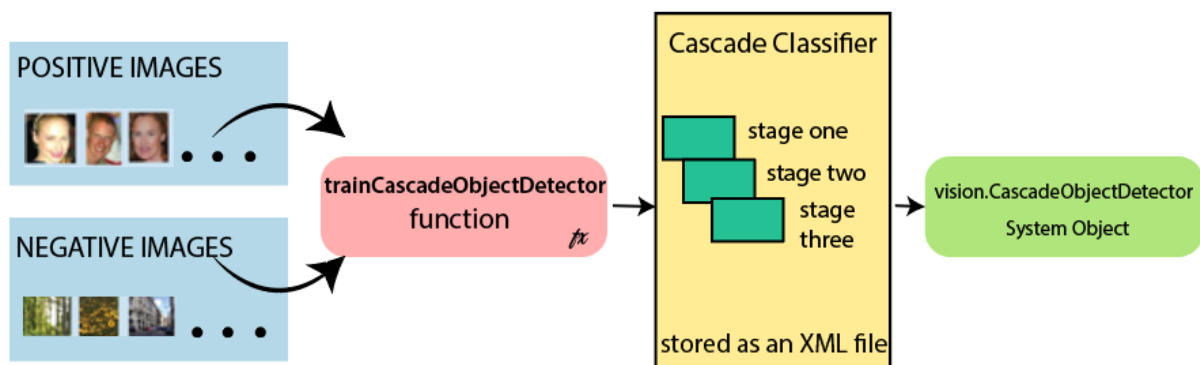 POSITIVE IMAGES
NEGATIVE IMAGES
trainCascadeObjectDetector
function
fx
Cascade Classifier
stage one
stage two
stage
three
stored as an XML file
vision.CascadeObjectDetector
System Object